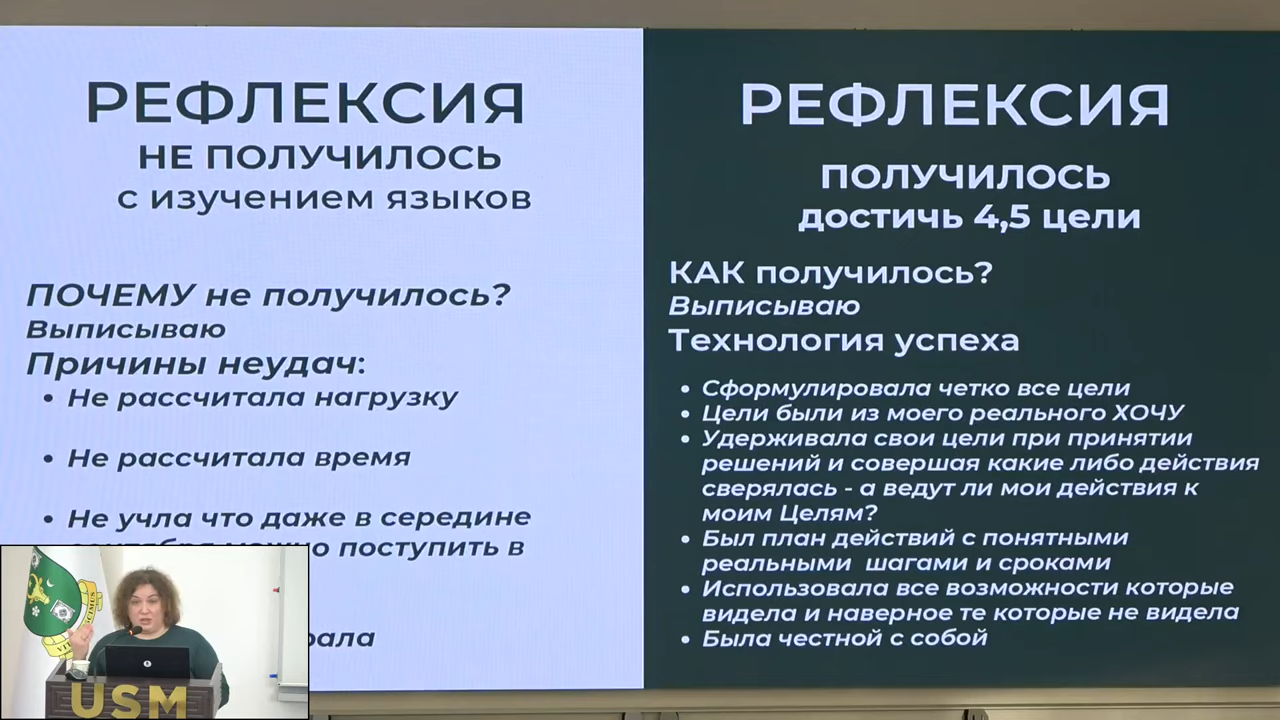 РЕФЛЕКСИЯ
НЕ ПОЛУЧИЛОСЬ
с изучением языков
ПОЧЕМУ не получилось?
Выписываю
Причины неудач:
• Не рассчитала нагрузку
• Не рассчитала время
• Не учла что даже в середине
поступить в
РЕФЛЕКСИЯ
ПОЛУЧИЛОСЬ
достичь 4,5 цели
КАК получилось?
Выписываю
Технология успеха
• Сформулировала четко все цели
• Цели были из моего реального ХОЧУ
• Удерживала свои цели при принятии
решений и совершая какие либо действия
сверялась - а ведут ли мои действия к
моим Целям?
• Был план действий с понятными
реальными шагами и сроками
• Использовала все возможности которые
видела и наверное те которые не видела
• Была честной с собой
USM